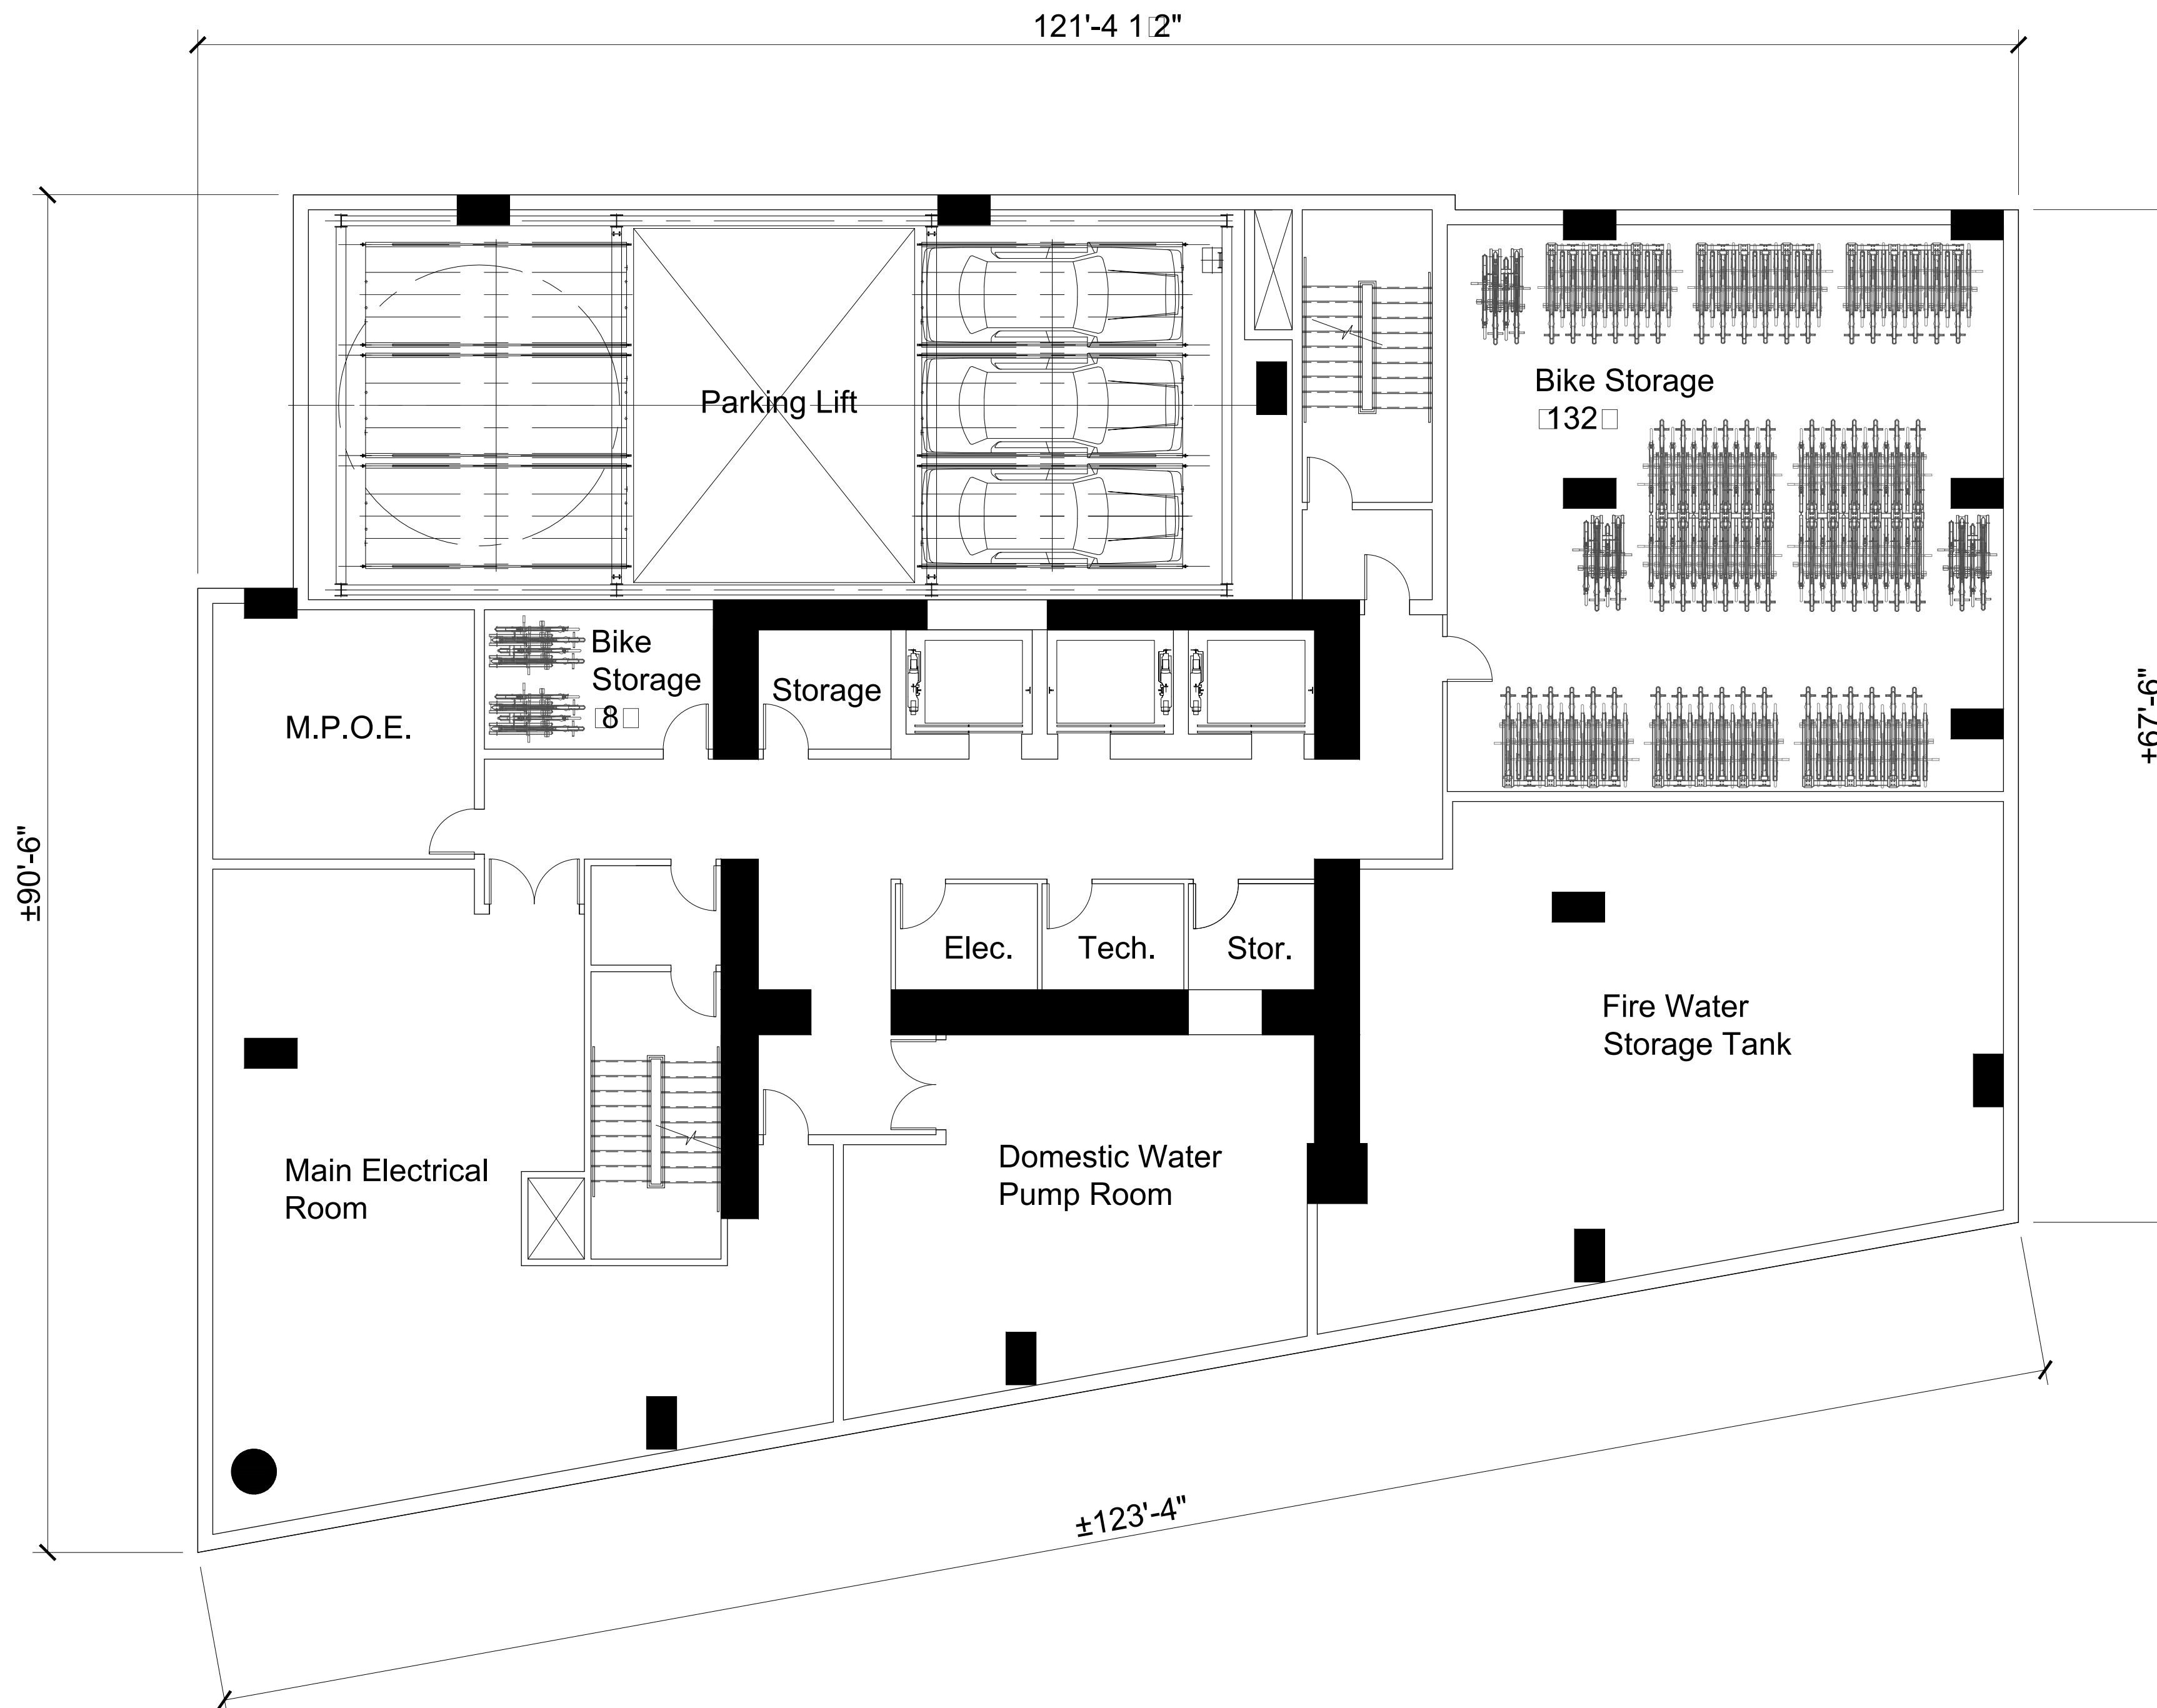 121'-4 1▯2"
Parking Lift
Bike Storage
▯132▯
Bike
Storage
▯8▯
Storage
M.P.O.E.
±67'-6"
±90'-6"
Elec.
Tech.
Stor.
Fire Water
Storage Tank
Main Electrical
Room
Domestic Water
Pump Room
±123'-4"